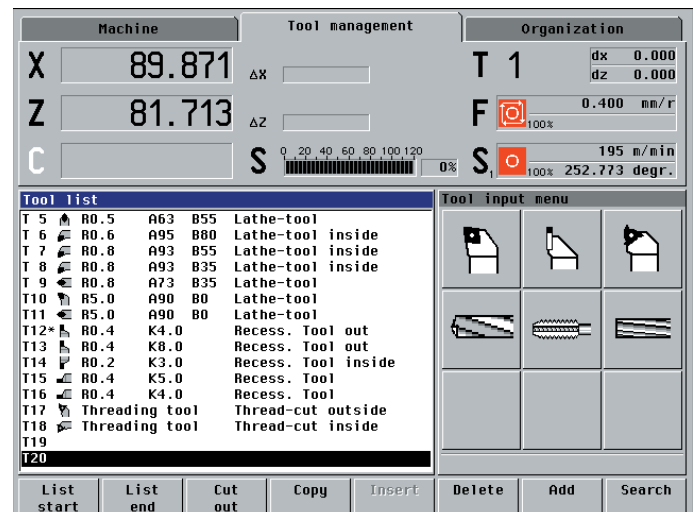 Machine
Tool management
Organization
X 89.871 ΔX
T 1
dx 0.000
dz 0.000
Z 81.713 ΔZ
F 100% 0.400 mm/r
C
S 0 20 40 60 80 100 120 0%
S1 100% 195 m/min
252.773 degr.
Tool list
T 5 R0.5 A63 B55 Lathe-tool
T 6 R0.6 A95 B80 Lathe-tool inside
T 7 R0.8 A93 B55 Lathe-tool inside
T 8 R0.8 A93 B35 Lathe-tool inside
T 9 R0.8 A73 B35 Lathe-tool
T10 R5.0 A90 B0 Lathe-tool
T11 R5.0 A90 B0 Lathe-tool
T12* R0.4 K4.0 Recess. Tool out
T13 R0.4 K8.0 Recess. Tool out
T14 R0.2 K3.0 Recess. Tool inside
T15 R0.4 K5.0 Recess. Tool
T16 R0.4 K4.0 Recess. Tool
T17 Threading tool Thread-cut outside
T18 Threading tool Thread-cut inside
T19
T20
Tool input menu
List start
List end
Cut out
Copy
Insert
Delete
Add
Search